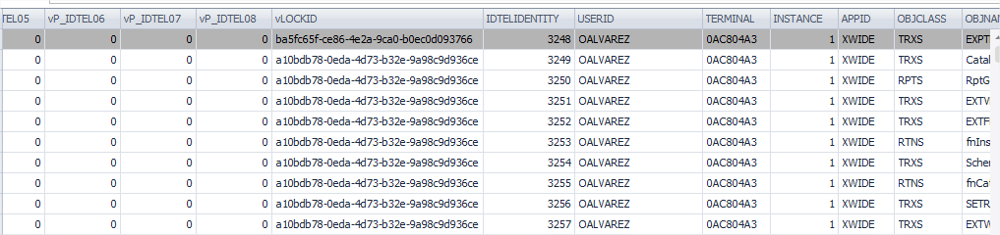 TEL05 vP_IDTEL06 vP_IDTEL07 vP_IDTEL08 vLOCKID IDTELIDENTITY USERID TERMINAL INSTANCE APPID OBJCLASS OBJNA
0 0 0 0 ba5fc65f-ce86-4e2a-9ca0-b0ec0d093766 3248 OALVAREZ 0AC804A3 1 XWIDE TRXS EXPT
0 0 0 0 a10bdb78-0eda-4d73-b32e-9a98c9d936ce 3249 OALVAREZ 0AC804A3 1 XWIDE TRXS Catal
0 0 0 0 a10bdb78-0eda-4d73-b32e-9a98c9d936ce 3250 OALVAREZ 0AC804A3 1 XWIDE RPTS RptG
0 0 0 0 a10bdb78-0eda-4d73-b32e-9a98c9d936ce 3251 OALVAREZ 0AC804A3 1 XWIDE TRXS EXTW
0 0 0 0 a10bdb78-0eda-4d73-b32e-9a98c9d936ce 3252 OALVAREZ 0AC804A3 1 XWIDE TRXS EXTF
0 0 0 0 a10bdb78-0eda-4d73-b32e-9a98c9d936ce 3253 OALVAREZ 0AC804A3 1 XWIDE RTNS fnIns
0 0 0 0 a10bdb78-0eda-4d73-b32e-9a98c9d936ce 3254 OALVAREZ 0AC804A3 1 XWIDE TRXS Scher
0 0 0 0 a10bdb78-0eda-4d73-b32e-9a98c9d936ce 3255 OALVAREZ 0AC804A3 1 XWIDE RTNS fnCa
0 0 0 0 a10bdb78-0eda-4d73-b32e-9a98c9d936ce 3256 OALVAREZ 0AC804A3 1 XWIDE TRXS SETR
0 0 0 0 a10bdb78-0eda-4d73-b32e-9a98c9d936ce 3257 OALVAREZ 0AC804A3 1 XWIDE TRXS EXTW